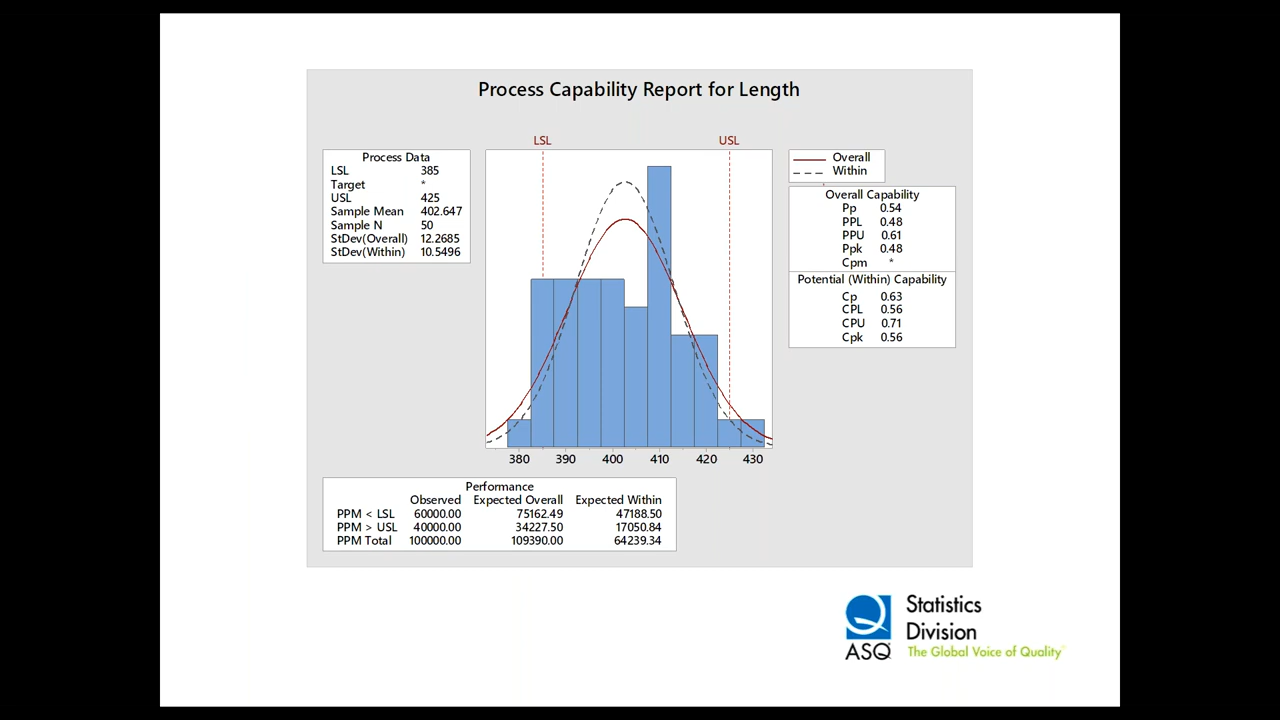 Process Capability Report for Length
LSL USL
Process Data
LSL 385
Target *
USL 425
Sample Mean 402.647
Sample N 50
StDev(Overall) 12.2685
StDev(Within) 10.5496
Overall
Within
Overall Capability
Pp 0.54
PPL 0.48
PPU 0.61
Ppk 0.48
Cpm *
Potential (Within) Capability
Cp 0.63
CPL 0.56
CPU 0.71
Cpk 0.56
380 390 400 410 420 430
Performance
Observed Expected Overall Expected Within
PPM < LSL 60000.00 75162.49 47188.50
PPM > USL 40000.00 34227.50 17050.84
PPM Total 100000.00 109390.00 64239.34
ASQ
Statistics
Division
The Global Voice of Quality